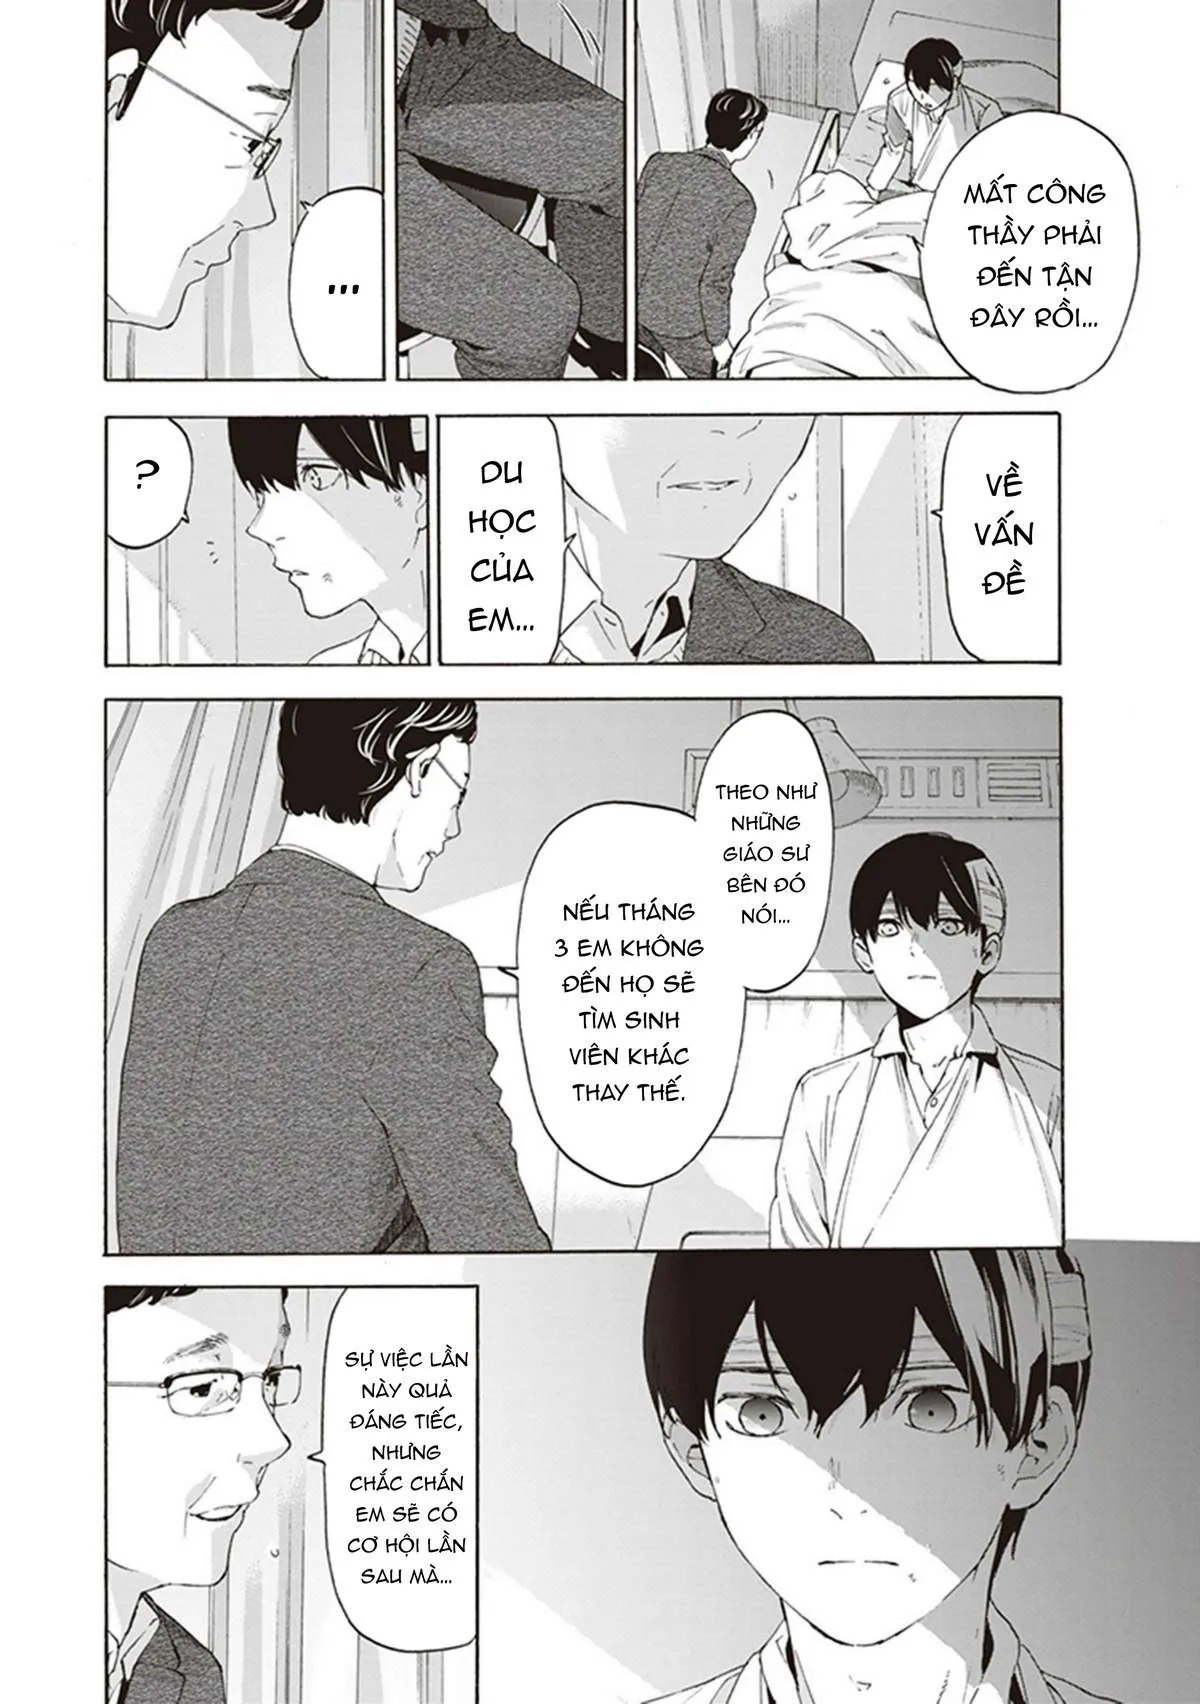 MẤT CÔNG
THẦY PHẢI
ĐẾN TẬN
ĐÂY RỒI...
...
VỀ
VẤN
ĐỀ
DU
HỌC
CỦA
EM...
?
THEO NHƯ
NHỮNG
GIÁO SƯ
BÊN ĐÓ
NÓI...
NẾU THÁNG
3 EM KHÔNG
ĐẾN HỌ SẼ
TÌM SINH
VIÊN KHÁC
THAY THẾ.
SỰ VIỆC LẦN
NÀY QUẢ
ĐÁNG TIẾC,
NHƯNG
CHẮC CHẮN
EM SẼ CÓ
CƠ HỘI LẦN
SAU MÀ...